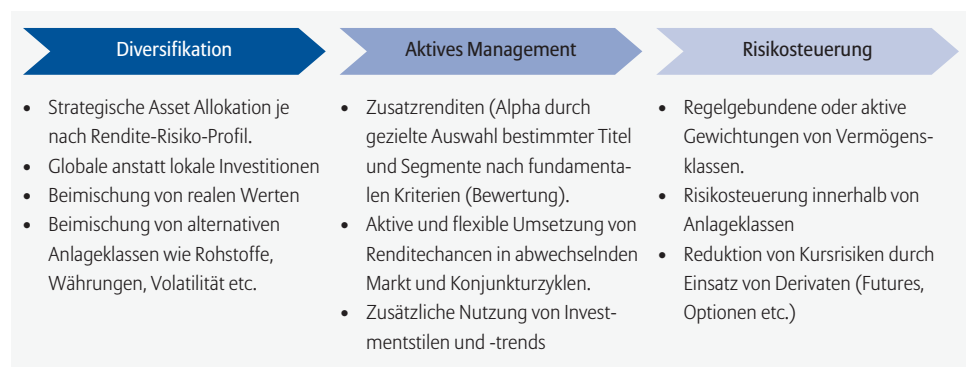 Diversifikation
• Strategische Asset Allokation je
nach Rendite-Risiko-Profil.
• Globale anstatt lokale Investitionen
• Beimischung von realen Werten
• Beimischung von alternativen
Anlageklassen wie Rohstoffe,
Währungen, Volatilität etc.
Aktives Management
• Zusatzrenditen (Alpha durch
gezielte Auswahl bestimmter Titel
und Segmente nach fundamenta-
len Kriterien (Bewertung).
• Aktive und flexible Umsetzung von
Renditechancen in abwechselnden
Markt und Konjunkturzyklen.
• Zusätzliche Nutzung von Invest-
mentstilen und -trends
Risikosteuerung
• Regelgebundene oder aktive
Gewichtungen von Vermögens-
klassen.
• Risikosteuerung innerhalb von
Anlageklassen
• Reduktion von Kursrisiken durch
Einsatz von Derivaten (Futures,
Optionen etc.)